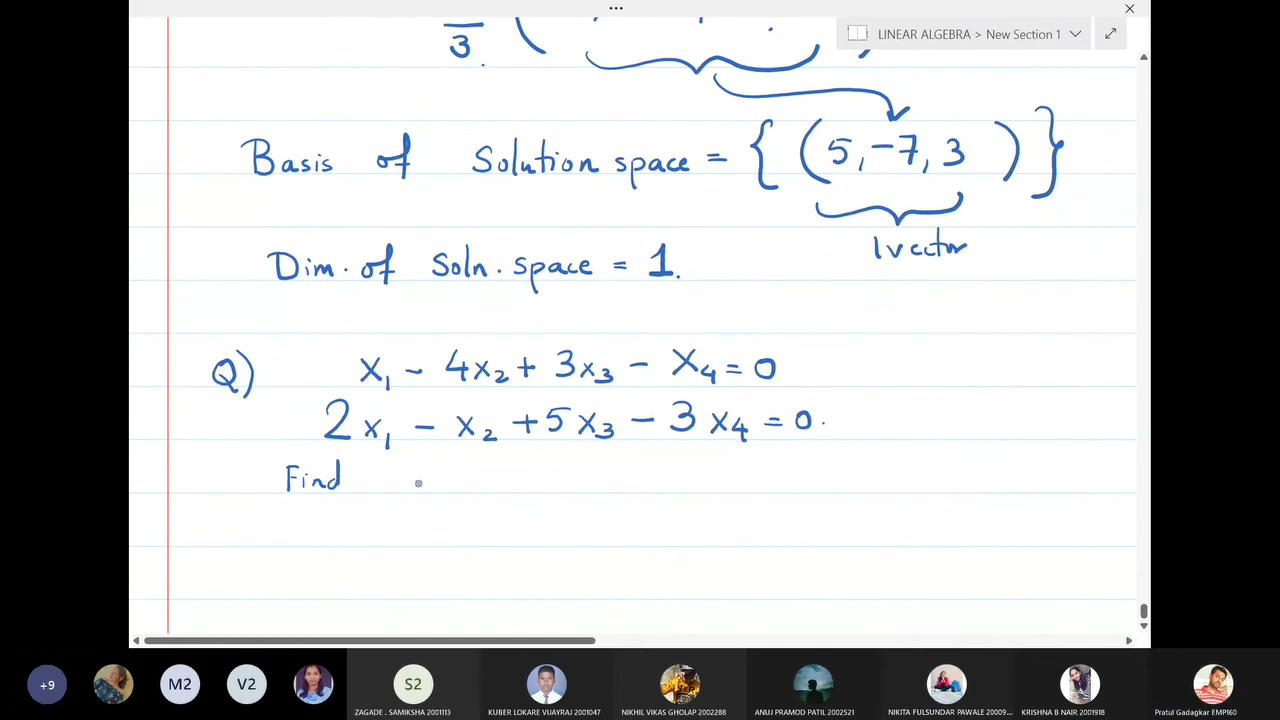 LINEAR ALGEBRA > New Section 1
3
Basis of Solution space = { (5, -7, 3) }
1 vector
Dim. of Soln. space = 1.
Q) x₁ - 4x₂ + 3x₃ - x₄ = 0
2x₁ - x₂ + 5x₃ - 3x₄ = 0.
Find
+9 M2 V2 S2
ZAGADE . SAMIKSHA 2001113 KUBER LOKARE VIJAYRAJ 2001047 NIKHIL VIKAS GHOLAP 2002288 ANUJ PRAMOD PATIL 2002521 NIKITA FULSUNDAR PAWALE 20009... KRISHNA B NAIR 2001918 Pratul Gadagkar EMP160